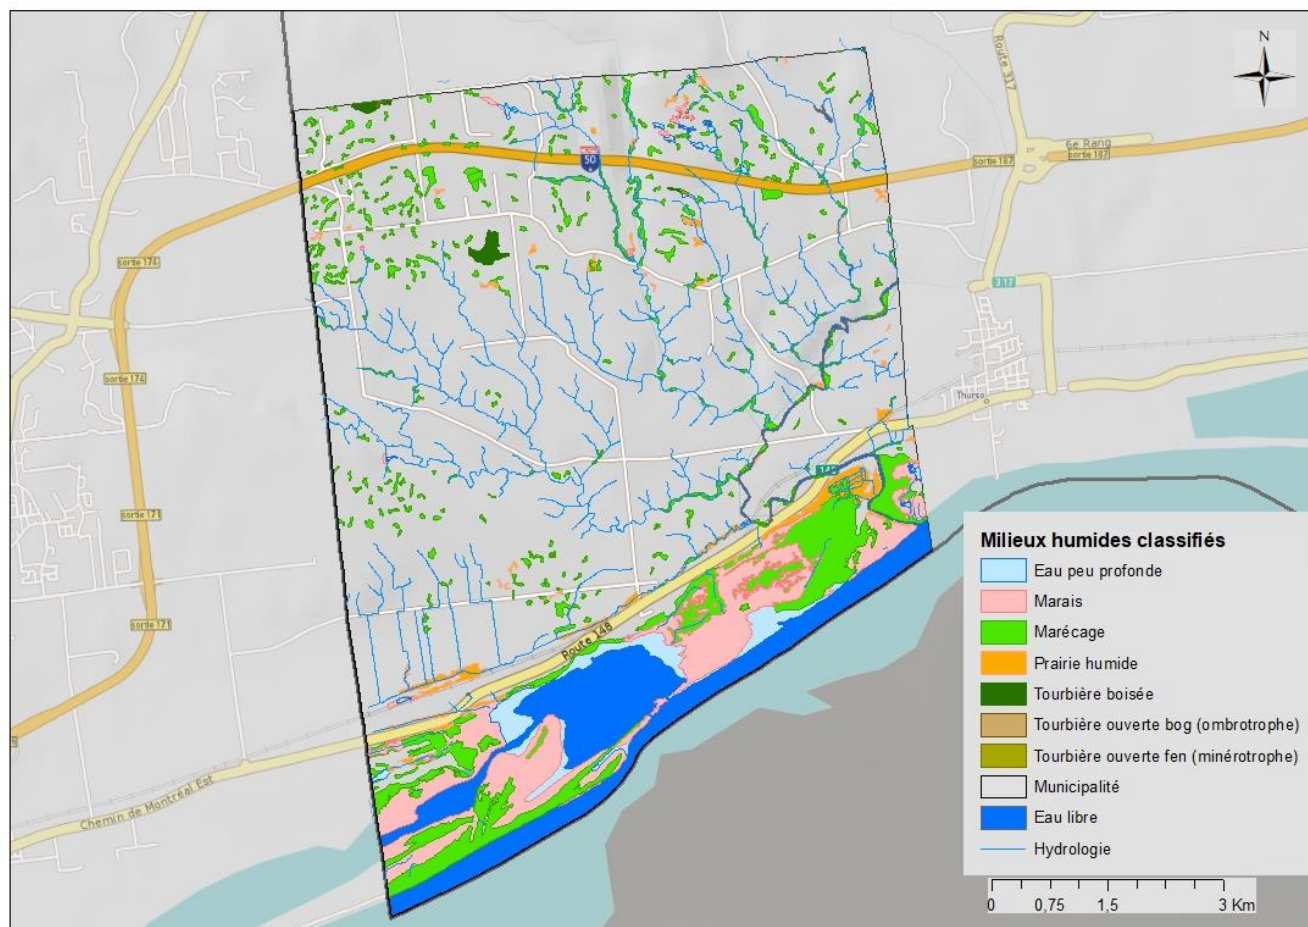 N
Route 317
6e Rang
sortie 187
sortie 187
50
sortie 174
317
sortie 174
Thurso
148
sortie 171
Route 148
sortie 171
Chemin de Montréal Est
Milieux humides classifiés
Eau peu profonde
Marais
Marécage
Prairie humide
Tourbière boisée
Tourbière ouverte bog (ombrotrophe)
Tourbière ouverte fen (minérotrophe)
Municipalité
Eau libre
Hydrologie
0 0,75 1,5 3 Km